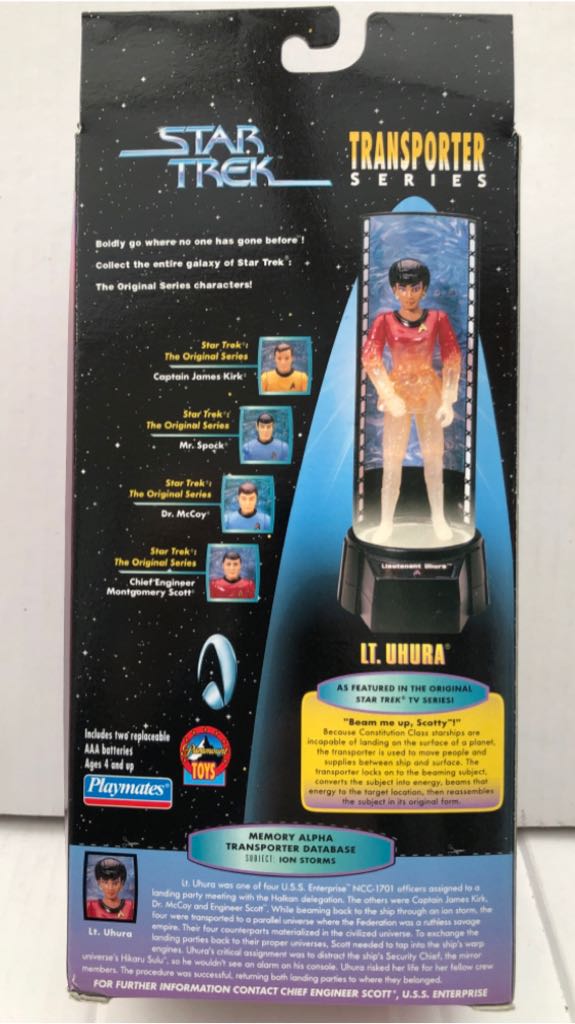 STAR
TREK
TRANSPORTER
SERIES
Boldly go where no one has gone before™!
Collect the entire galaxy of Star Trek®:
The Original Series characters!
Star Trek®:
The Original Series
Captain James Kirk™
Star Trek®:
The Original Series
Mr. Spock™
Star Trek®:
The Original Series
Dr. McCoy™
Star Trek®:
The Original Series
Chief Engineer
Montgomery Scott™
Lieutenant Uhura™
LT. UHURA®
AS FEATURED IN THE ORIGINAL
STAR TREK® TV SERIES!
"Beam me up, Scotty™!"
Because Constitution Class starships are
incapable of landing on the surface of a planet,
the transporter is used to move people and
supplies between ship and surface. The
transporter locks on to the beaming subject,
converts the subject into energy, beams that
energy to the target location, then reassembles
the subject in its original form.
Includes two replaceable
AAA batteries
Ages 4 and up
Playmates®
Paramount
TOYS
MEMORY ALPHA
TRANSPORTER DATABASE
SUBJECT: ION STORMS
Lt. Uhura
Lt. Uhura was one of four U.S.S. Enterprise™ NCC-1701 officers assigned to a
landing party meeting with the Halkan delegation. The others were Captain James Kirk,
Dr. McCoy and Engineer Scott™. While beaming back to the ship through an ion storm, the
four were transported to a parallel universe where the Federation was a ruthless savage
empire. Their four counterparts materialized in the civilized universe. To exchange the
landing parties back to their proper universes, Scott needed to tap into the ship's warp
engines. Uhura's critical assignment was to distract the ship's Security Chief, the mirror
universe's Hikaru Sulu™, so he wouldn't see an alarm on his console. Uhura risked her life for her fellow crew
members. The procedure was successful, returning both landing parties to where they belonged.
FOR FURTHER INFORMATION CONTACT CHIEF ENGINEER SCOTT™, U.S.S. ENTERPRISE